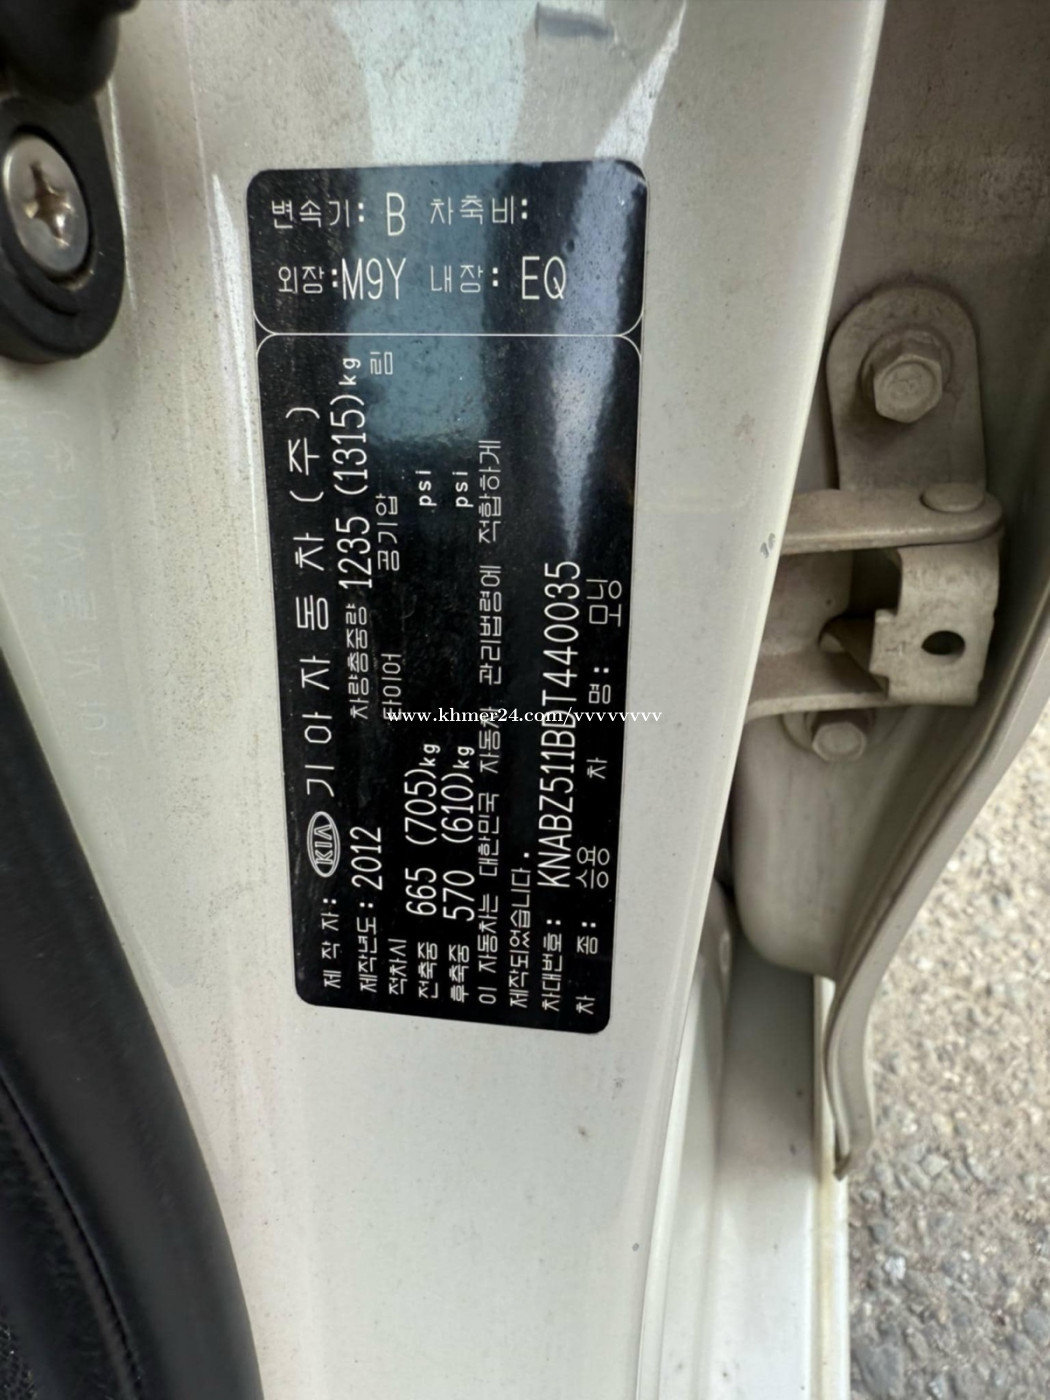 변속기: B 차축비:
외장:M9Y 내장: EQ
제 작 자: KIA 기 아 자 동 차 (주)
제작년도: 2012 차량총중량 1235 (1315)kg
적차시 타이어 공기압 림
전축중 665 (705)kg psi
후축중 570 (610)kg psi
이 자동차는 대한민국 자동차 관리법령에 적합하게
제작되었습니다.
차대번호: KNABZ511BDT440035
차 종: 승용 차 명: 모닝
www.khmer24.com/vvvvvvvv